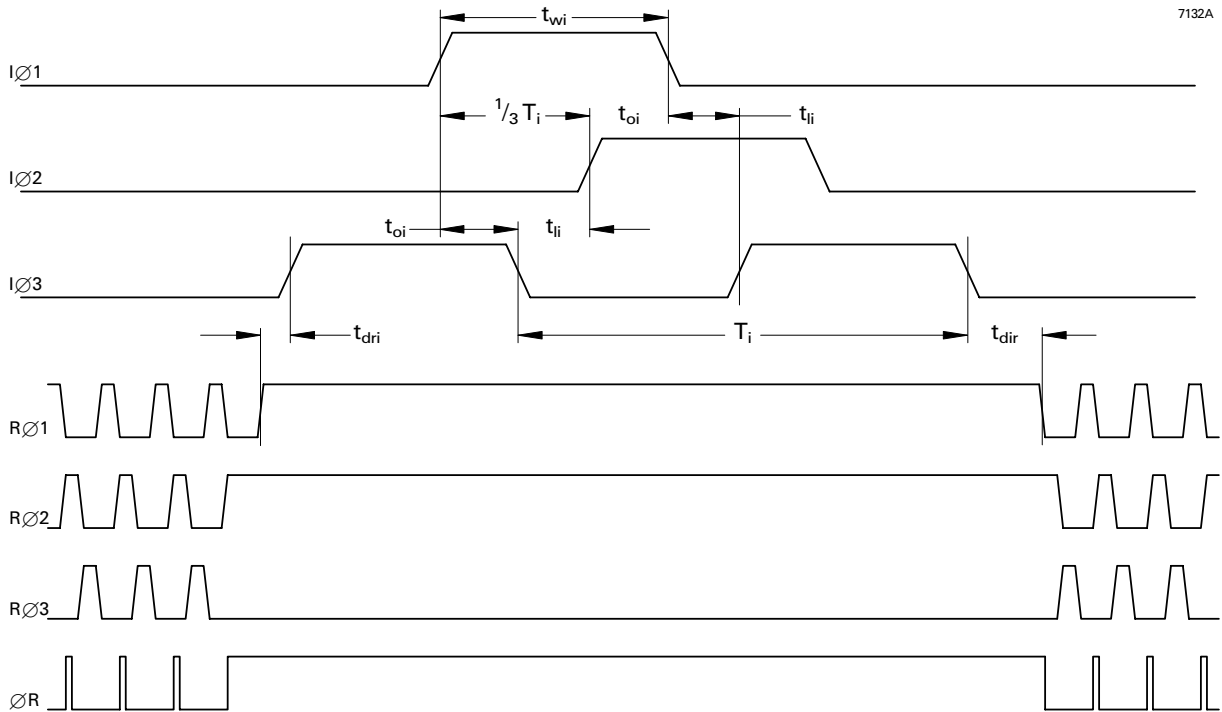 7132A
t_wi
IØ1
1/3 T_i t_oi t_li
IØ2
t_oi t_li
IØ3
t_dri T_i t_dir
RØ1
RØ2
RØ3
ØR